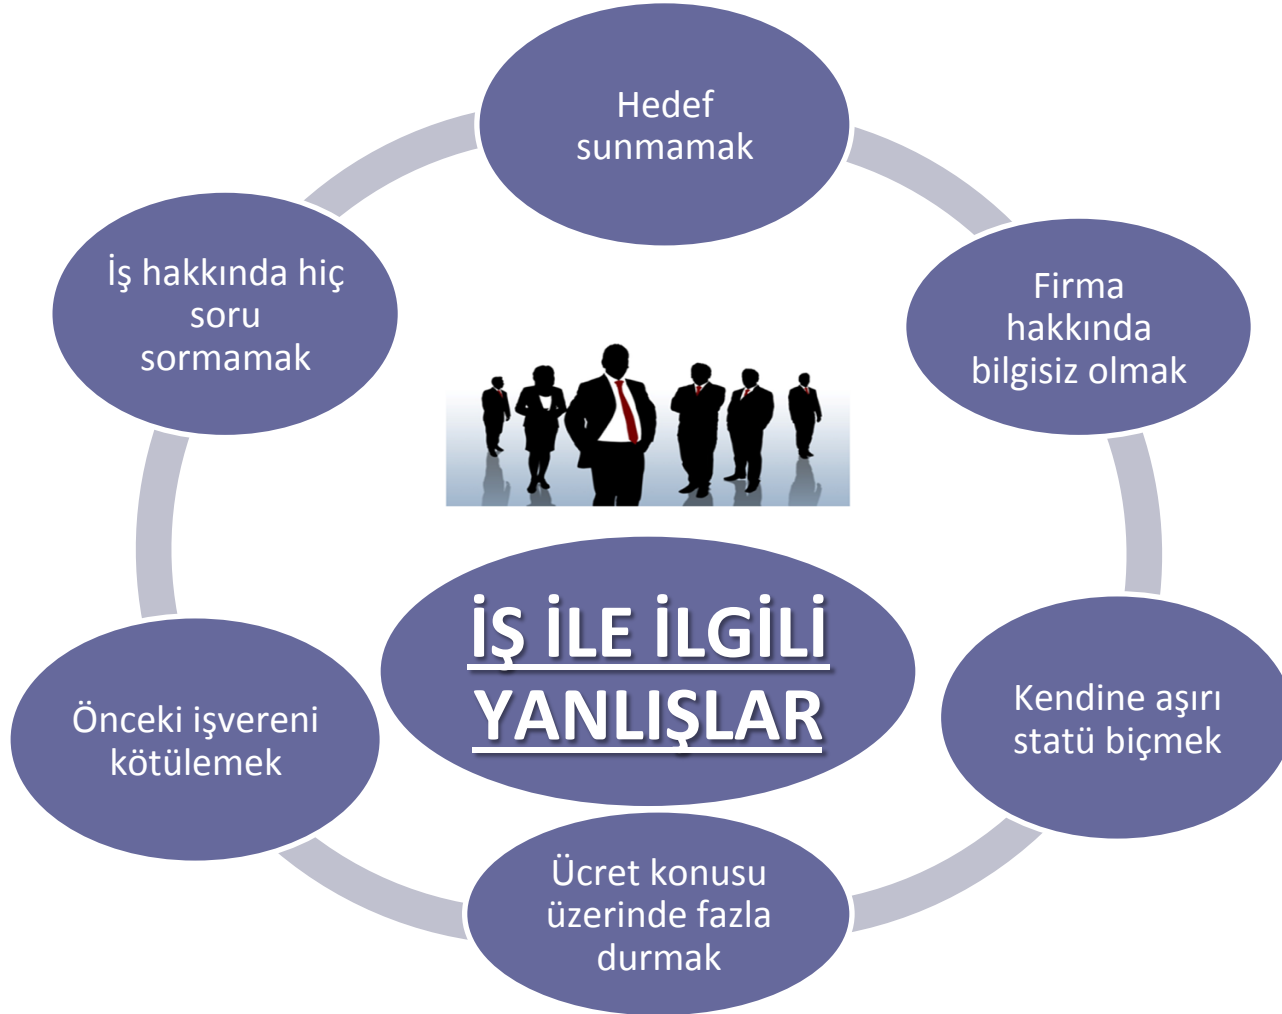 Hedef
sunmamak
Firma
hakkında
bilgisiz olmak
Kendine aşırı
statü biçmek
Ücret konusu
üzerinde fazla
durmak
Önceki işvereni
kötülemek
İş hakkında hiç
soru
sormamak
İŞ İLE İLGİLİ
YANLIŞLAR